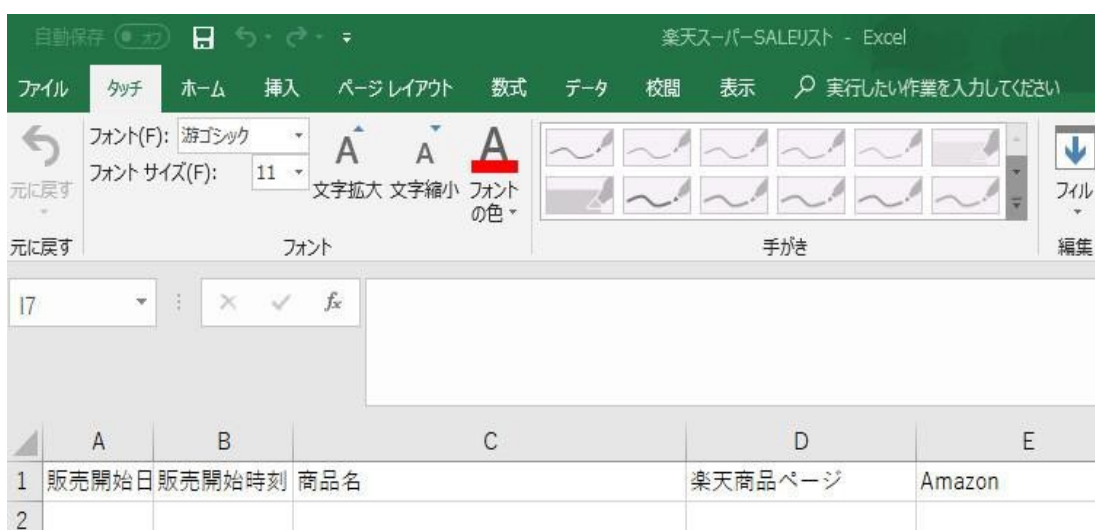 自動保存 オフ 楽天スーパーSALEリスト - Excel
ファイル タッチ ホーム 挿入 ページ レイアウト 数式 データ 校閲 表示 実行したい作業を入力してください
フォント(F): 游ゴシック
フォント サイズ(F): 11
元に戻す 文字拡大 文字縮小 フォントの色 フィル
元に戻す フォント 手がき 編集
I7 fx
A B C D E
1 販売開始日 販売開始時刻 商品名 楽天商品ページ Amazon
2